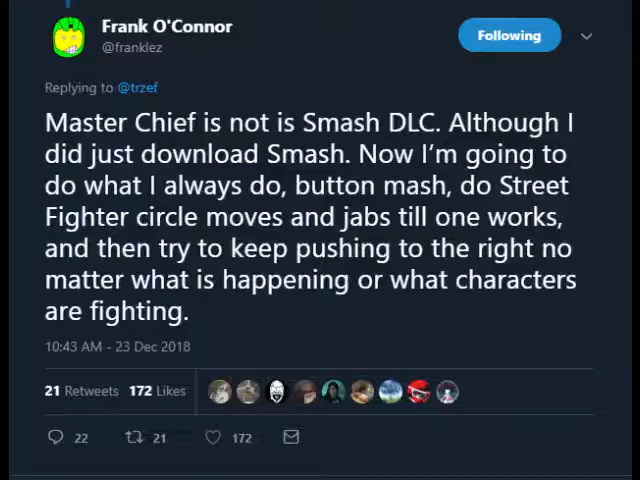 Frank O'Connor
@franklez
Following
Replying to @trzef
Master Chief is not is Smash DLC. Although I
did just download Smash. Now I'm going to
do what I always do, button mash, do Street
Fighter circle moves and jabs till one works,
and then try to keep pushing to the right no
matter what is happening or what characters
are fighting.
10:43 AM - 23 Dec 2018
21 Retweets 172 Likes
22 21 172